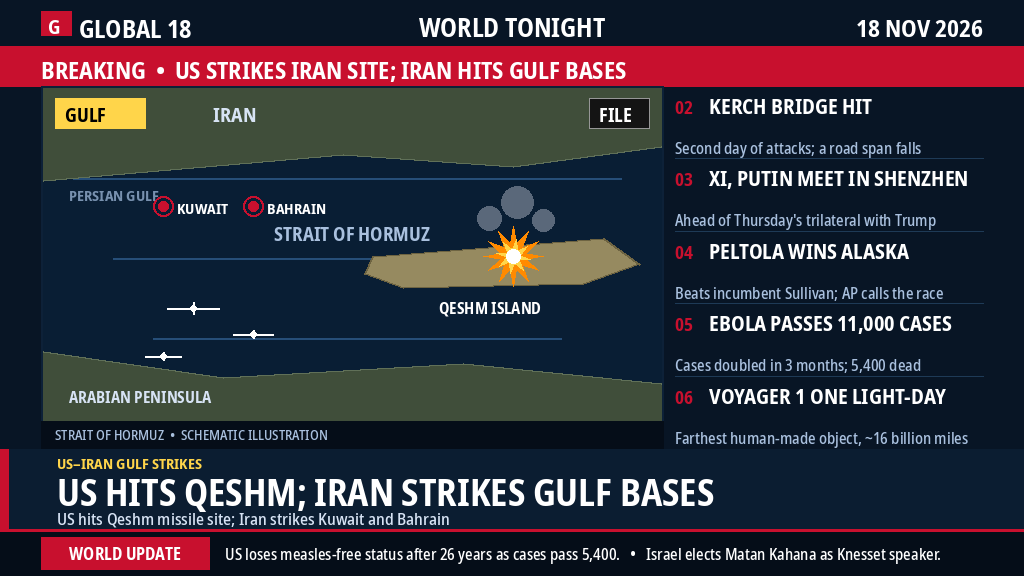 G GLOBAL 18
WORLD TONIGHT
18 NOV 2026
BREAKING • US STRIKES IRAN SITE; IRAN HITS GULF BASES
GULF
IRAN
FILE
PERSIAN GULF
KUWAIT
BAHRAIN
STRAIT OF HORMUZ
QESHM ISLAND
ARABIAN PENINSULA
STRAIT OF HORMUZ • SCHEMATIC ILLUSTRATION
02 KERCH BRIDGE HIT
Second day of attacks; a road span falls
03 XI, PUTIN MEET IN SHENZHEN
Ahead of Thursday's trilateral with Trump
04 PELTOLA WINS ALASKA
Beats incumbent Sullivan; AP calls the race
05 EBOLA PASSES 11,000 CASES
Cases doubled in 3 months; 5,400 dead
06 VOYAGER 1 ONE LIGHT-DAY
Farthest human-made object, ~16 billion miles
US–IRAN GULF STRIKES
US HITS QESHM; IRAN STRIKES GULF BASES
US hits Qeshm missile site; Iran strikes Kuwait and Bahrain
WORLD UPDATE
US loses measles-free status after 26 years as cases pass 5,400. • Israel elects Matan Kahana as Knesset speaker.